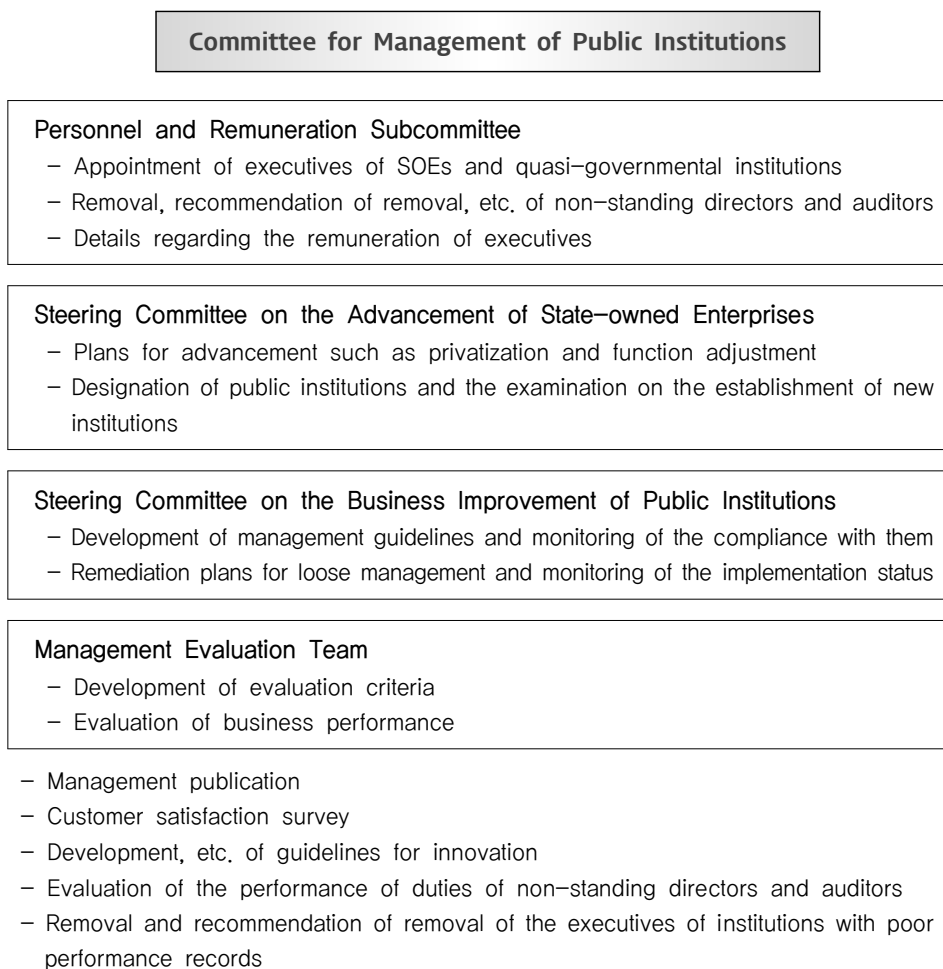 Committee for Management of Public Institutions
Personnel and Remuneration Subcommittee
– Appointment of executives of SOEs and quasi-governmental institutions
– Removal, recommendation of removal, etc. of non-standing directors and auditors
– Details regarding the remuneration of executives
Steering Committee on the Advancement of State-owned Enterprises
– Plans for advancement such as privatization and function adjustment
– Designation of public institutions and the examination on the establishment of new
institutions
Steering Committee on the Business Improvement of Public Institutions
– Development of management guidelines and monitoring of the compliance with them
– Remediation plans for loose management and monitoring of the implementation status
Management Evaluation Team
– Development of evaluation criteria
– Evaluation of business performance
– Management publication
– Customer satisfaction survey
– Development, etc. of guidelines for innovation
– Evaluation of the performance of duties of non-standing directors and auditors
– Removal and recommendation of removal of the executives of institutions with poor
performance records